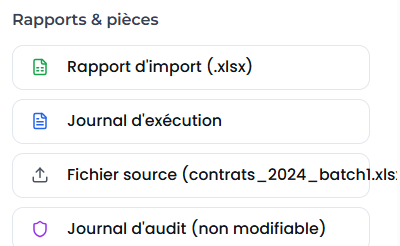 Rapports & pièces
Rapport d'import (.xlsx)
Journal d'exécution
Fichier source (contrats_2024_batch1.xls
Journal d'audit (non modifiable)